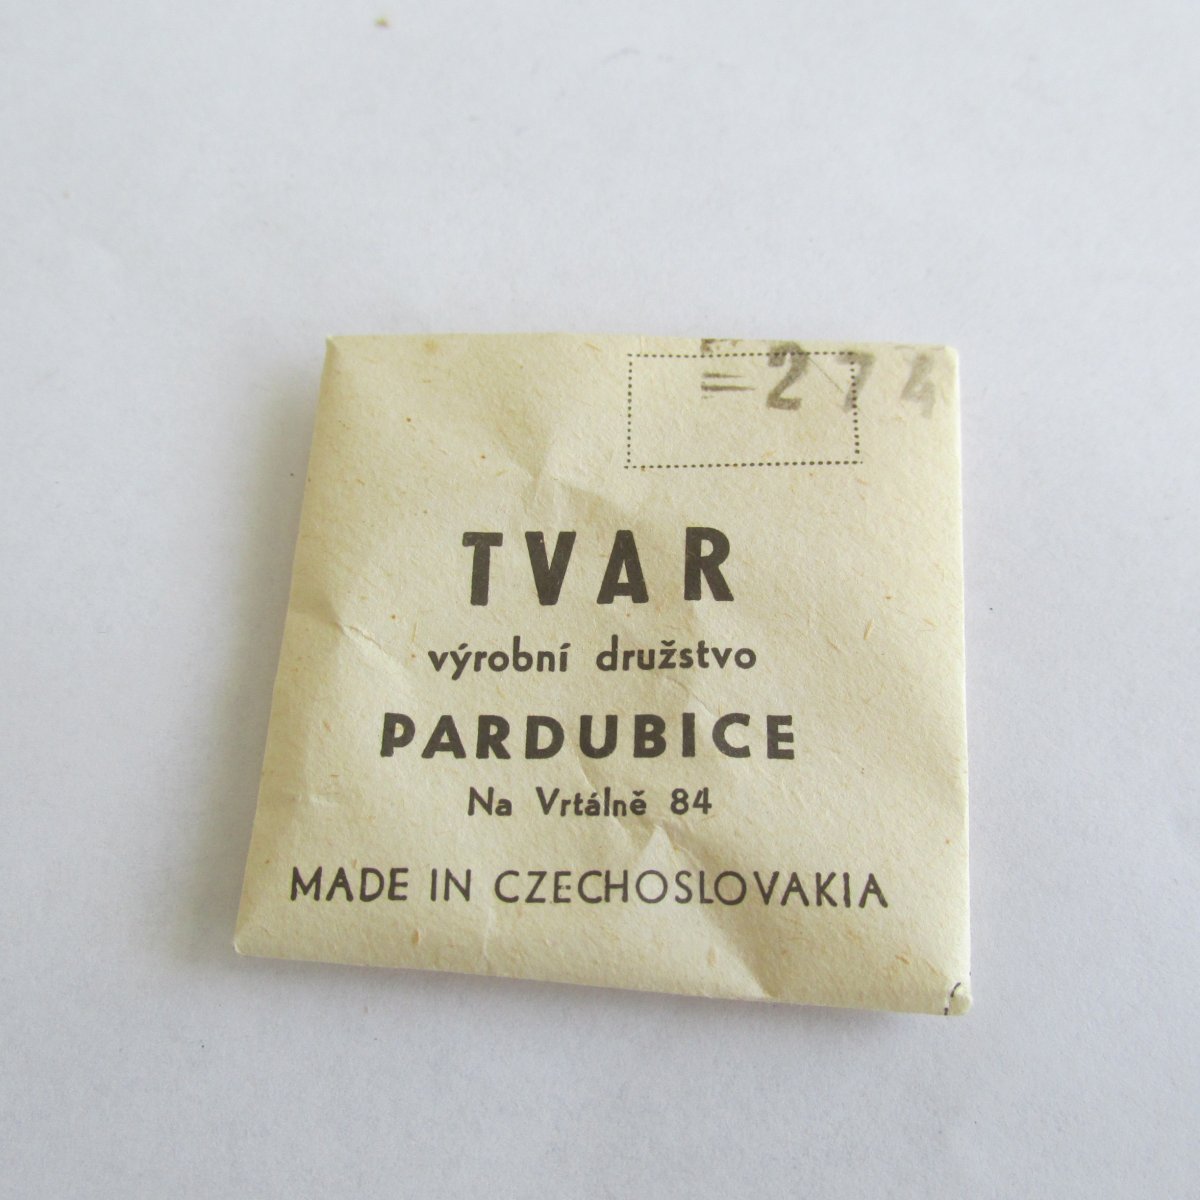 =274
TVAR
výrobní družstvo
PARDUBICE
Na Vrtálně 84
MADE IN CZECHOSLOVAKIA